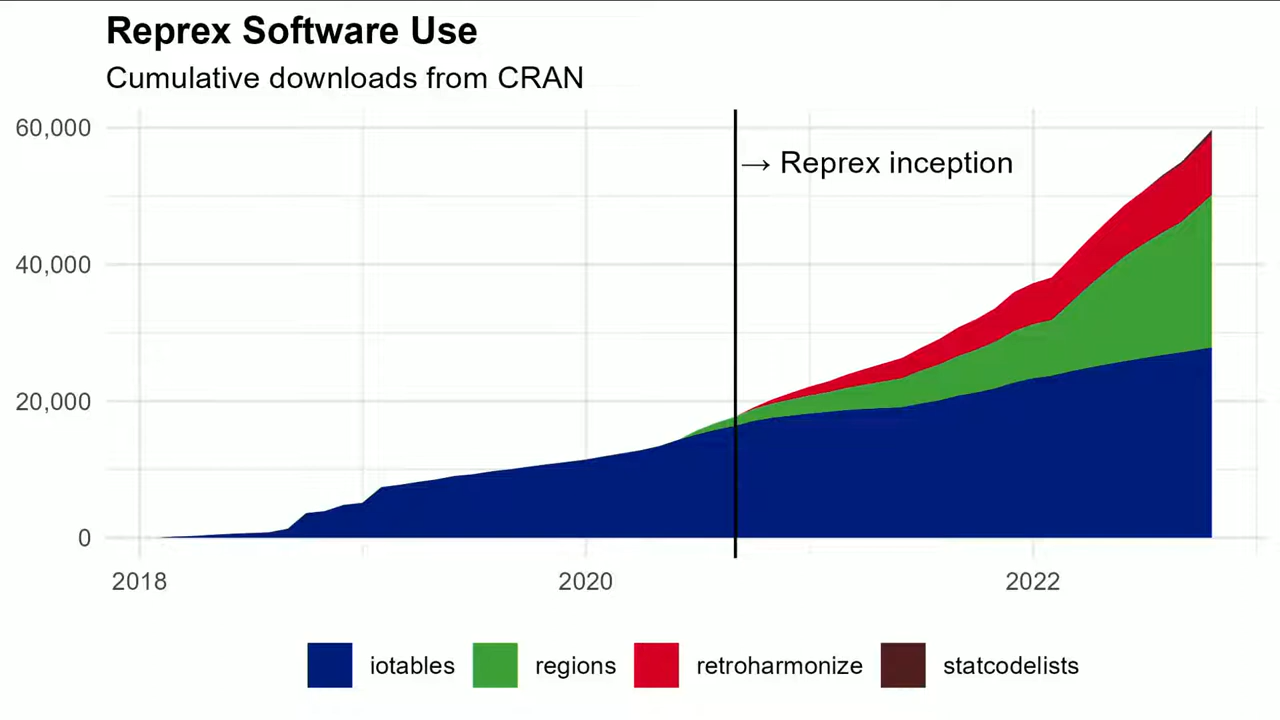 Reprex Software Use
Cumulative downloads from CRAN
60,000
→ Reprex inception
40,000
20,000
0
2018 2020 2022
iotables regions retroharmonize statcodelists